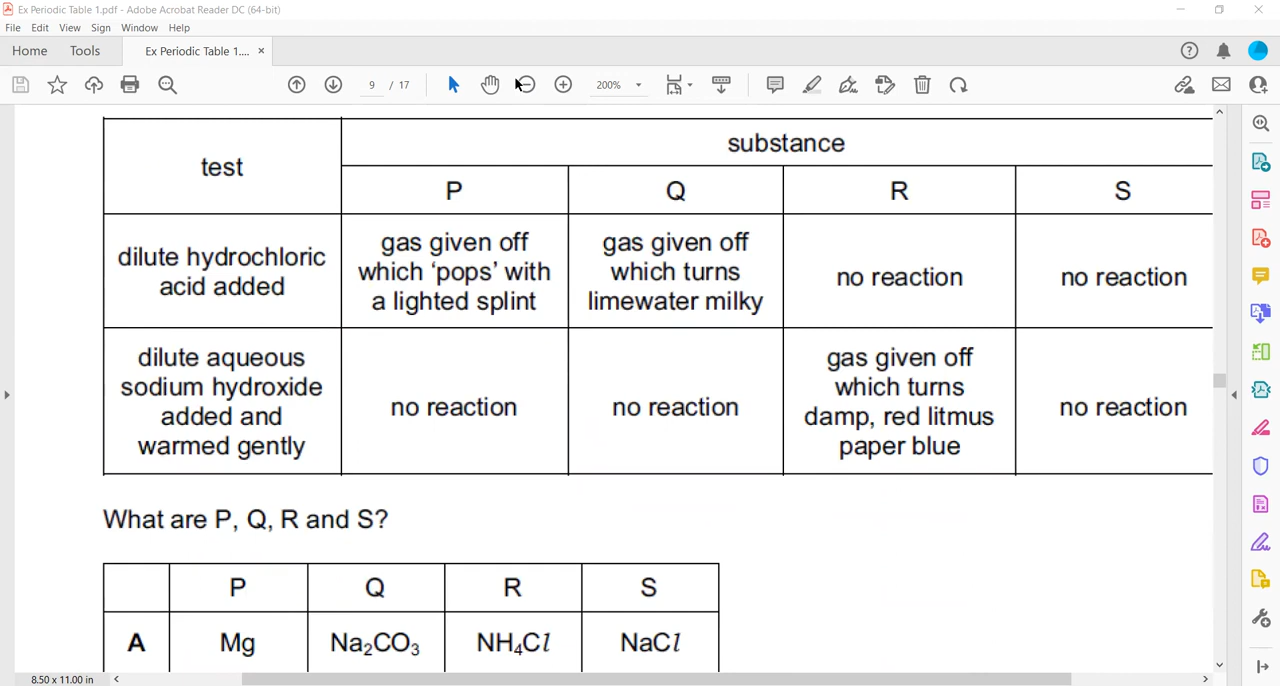 Ex Periodic Table 1.pdf - Adobe Acrobat Reader DC (64-bit)
File Edit View Sign Window Help
Home Tools Ex Periodic Table 1.... ×
9 / 17 200%
test substance
P Q R S
dilute hydrochloric
acid added
gas given off
which ‘pops’ with
a lighted splint
gas given off
which turns
limewater milky
no reaction
no reaction
dilute aqueous
sodium hydroxide
added and
warmed gently
no reaction
no reaction
gas given off
which turns
damp, red litmus
paper blue
no reaction
What are P, Q, R and S?
P Q R S
A Mg Na₂CO₃ NH₄Cl NaCl
8.50 x 11.00 in